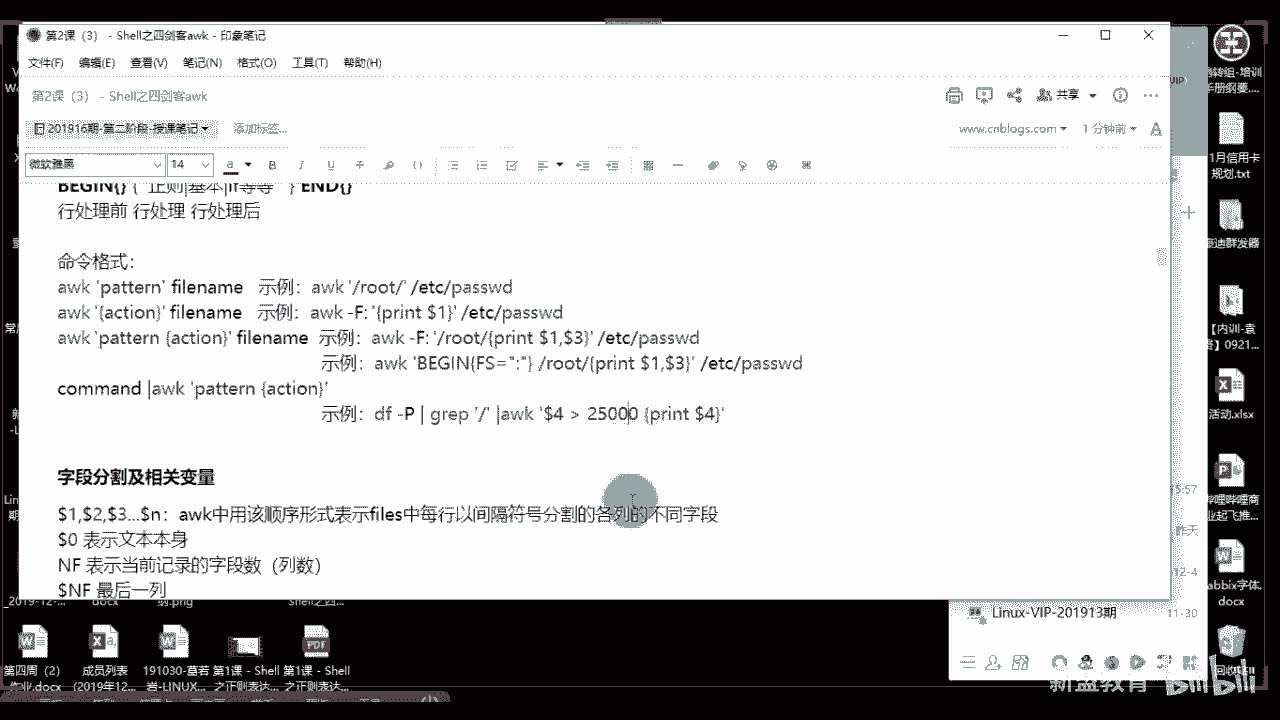 第2课（3） - Shell之四剑客awk - 印象笔记
文件(F) 编辑(E) 查看(V) 笔记(N) 格式(O) 工具(T) 帮助(H)
第2课（3） - Shell之四剑客awk
共享
201916期-第二阶段-授课笔记
添加标签...
www.cnblogs.com
1 分钟前
微软雅黑
14
BEGIN{} { 正则|基本|if等等 } END{}
行处理前 行处理 行处理后
命令格式：
awk 'pattern' filename 示例：awk '/root/' /etc/passwd
awk '{action}' filename 示例：awk -F: '{print $1}' /etc/passwd
awk 'pattern {action}' filename 示例：awk -F: '/root/{print $1,$3}' /etc/passwd
示例：awk 'BEGIN{FS=":"} /root/{print $1,$3}' /etc/passwd
command |awk 'pattern {action}'
示例：df -P | grep '/' |awk '$4 > 25000 {print $4}'
字段分割及相关变量
$1,$2,$3...$n：awk中用该顺序形式表示files中每行以间隔符号分割的各列的不同字段
$0 表示文本本身
NF 表示当前记录的字段数（列数）
$NF 最后一列
1月信用卡
规划.txt
【内训-袁
】0921...
活动.xlsx
docx
昨天
12-4
Linux-VIP-201913期
11-30
第四周（2）
作业.docx
成员列表
(2019年12...
191030-墓若
岩-LINUX...
第1课 - Shell
之正则表达...
第1课 - Shell
之正则表达...
新盟教育
bilibili